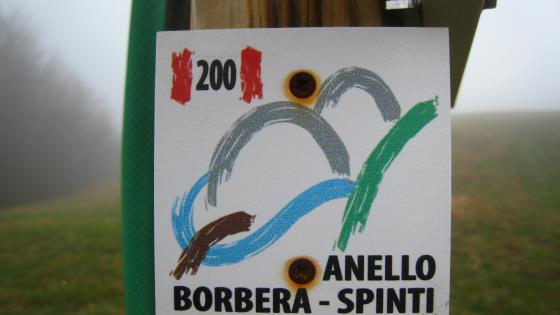 200
ANELLO
BORBERA - SPINTI